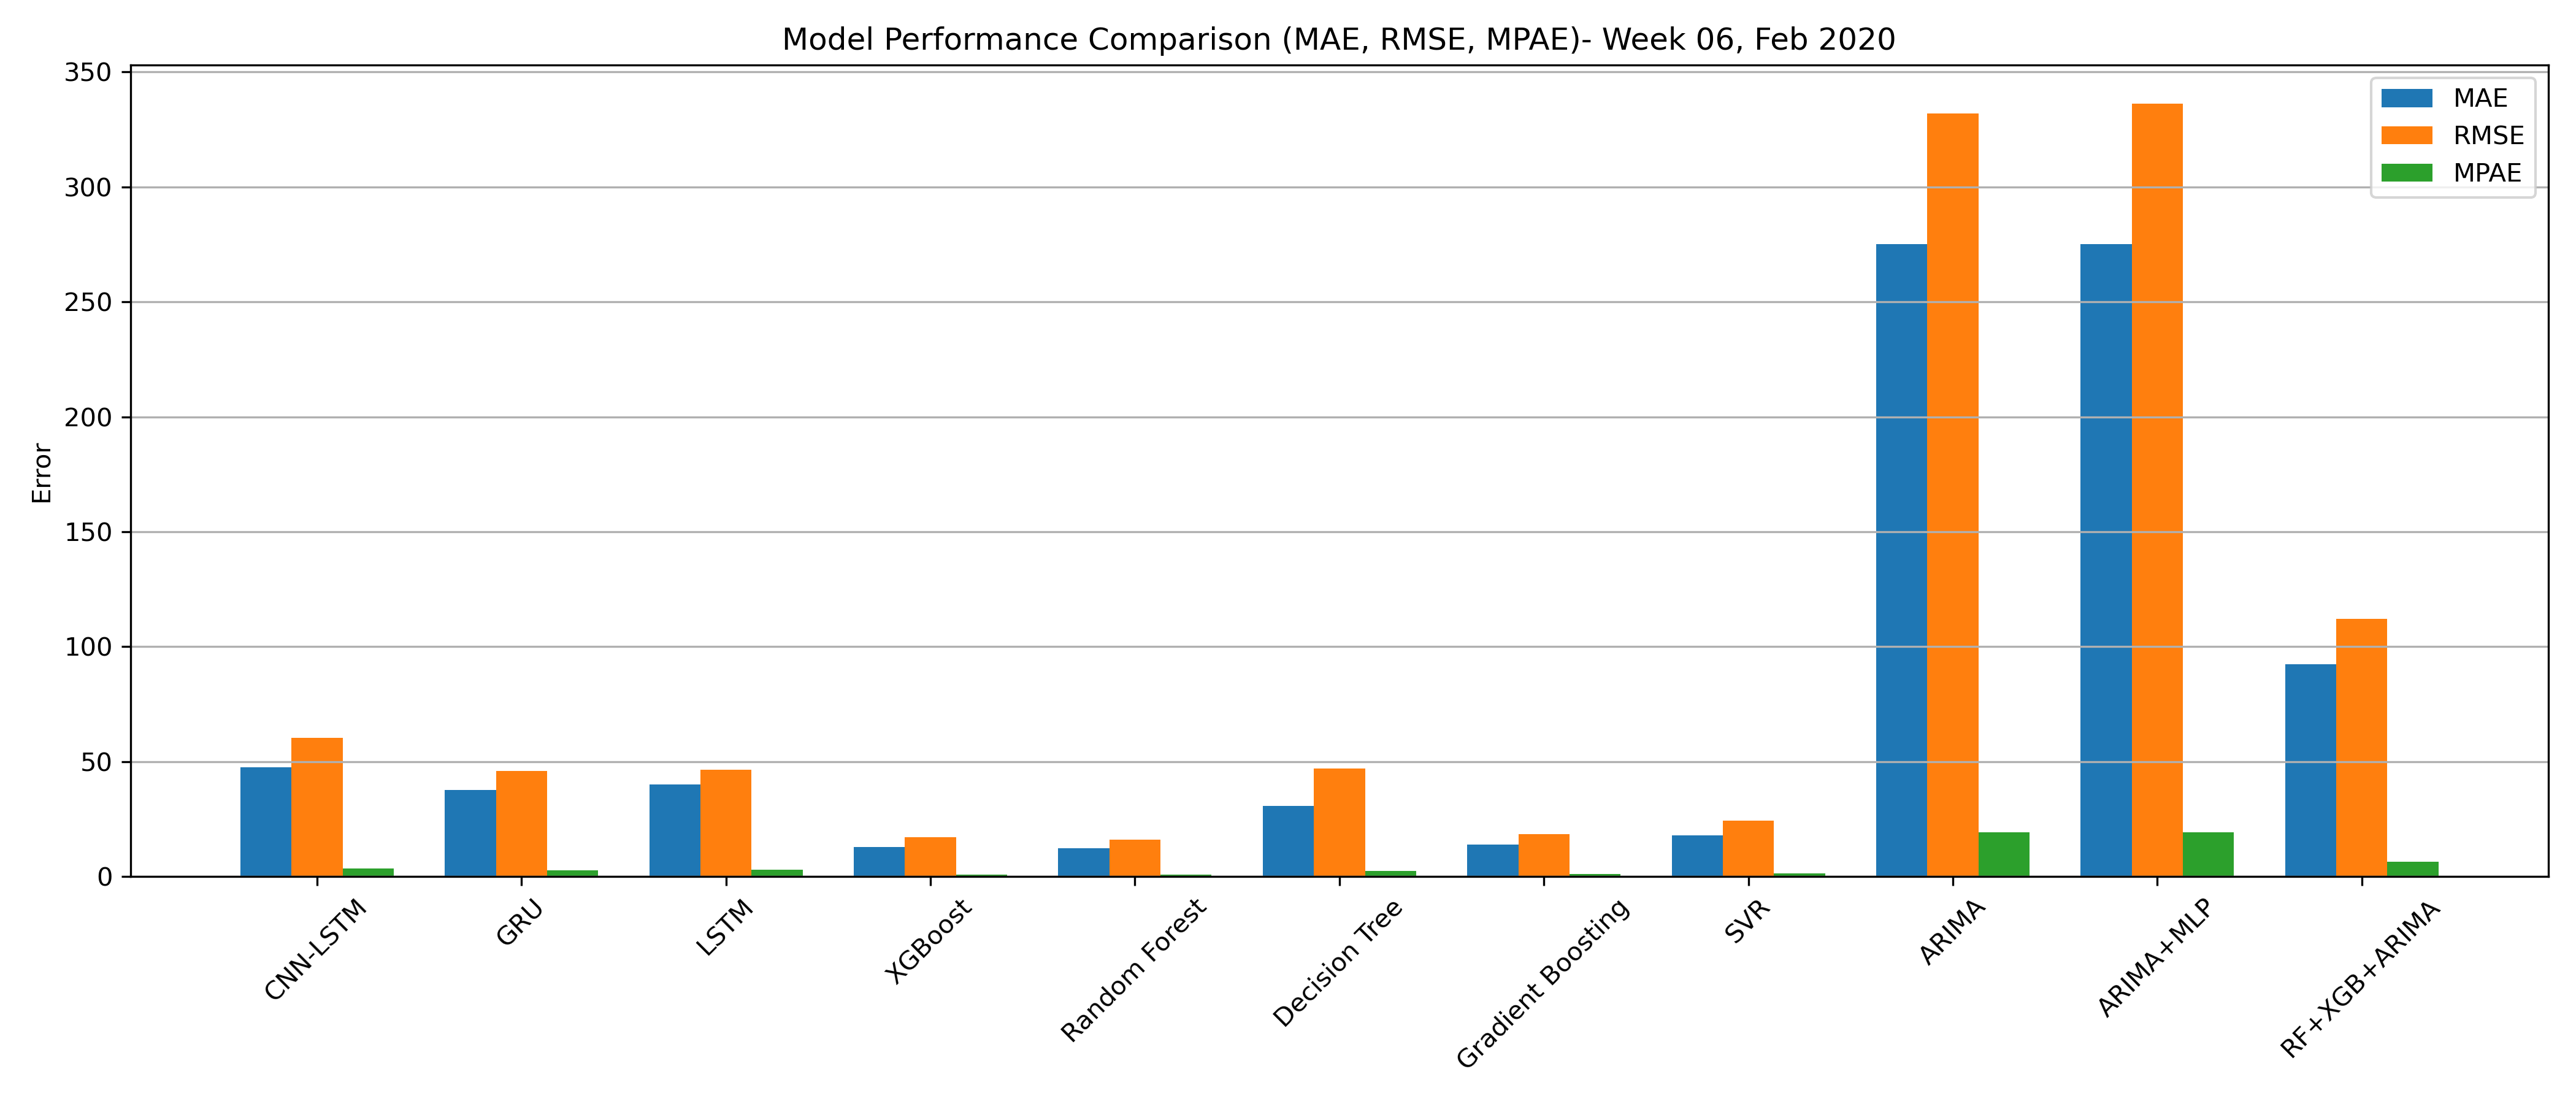 Model Performance Comparison (MAE, RMSE, MPAE)- Week 06, Feb 2020
350
300
250
200
150
100
50
0
Error
MAE
RMSE
MPAE
CNN-LSTM
GRU
LSTM
XGBoost
Random Forest
Decision Tree
Gradient Boosting
SVR
ARIMA
ARIMA+MLP
RF+XGB+ARIMA